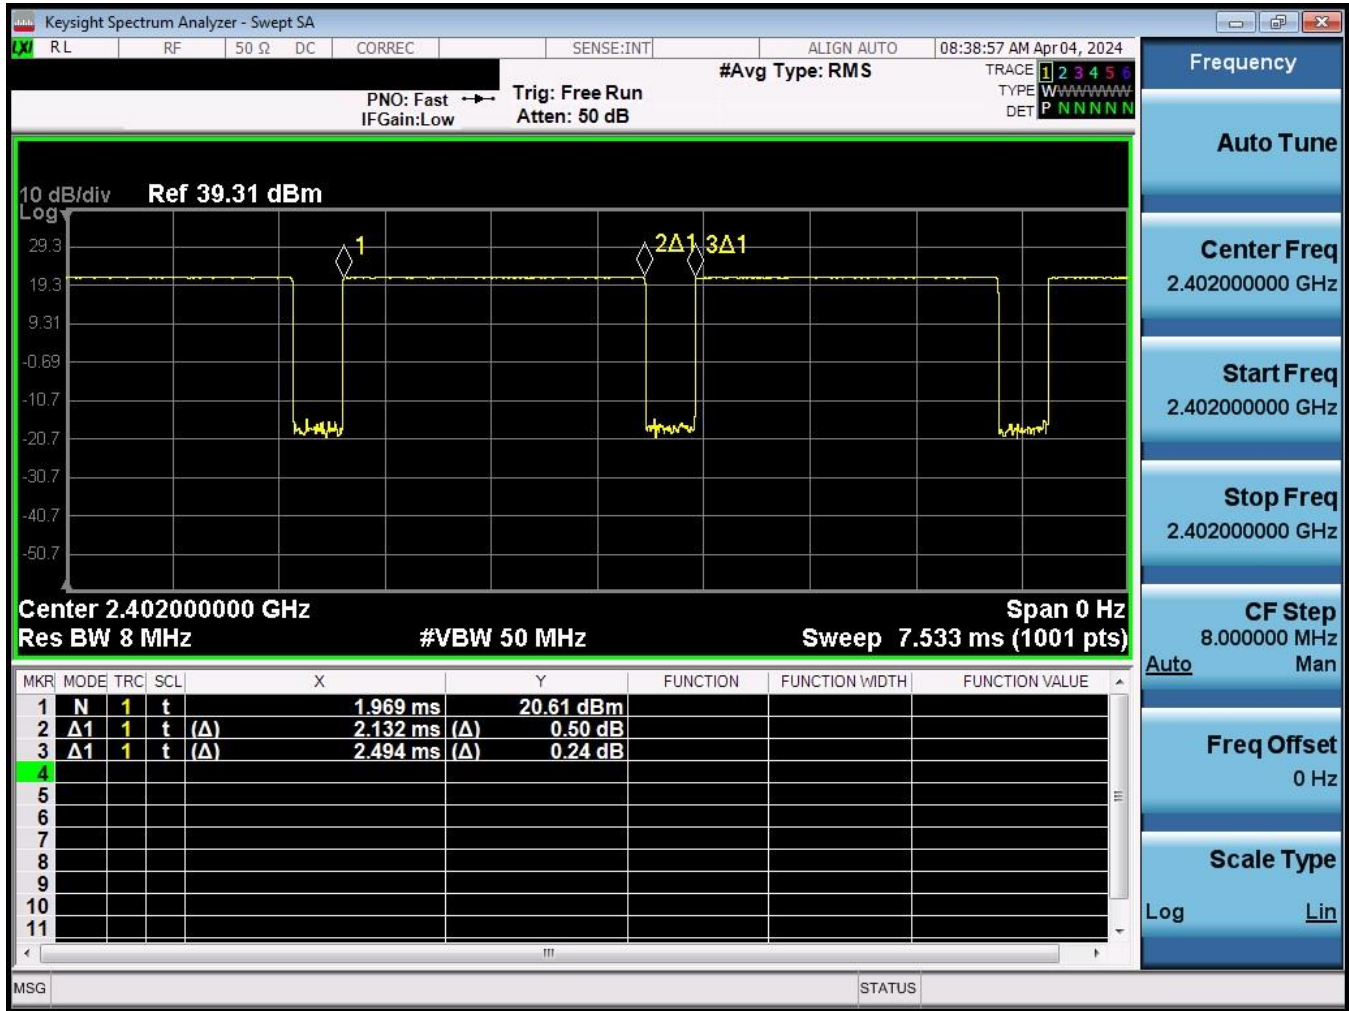 Keysight Spectrum Analyzer - Swept SA
LXI RL RF 50 Ω DC CORREC SENSE:INT ALIGN AUTO 08:38:57 AM Apr 04, 2024
#Avg Type: RMS
TRACE 1 2 3 4 5 6
PNO: Fast Trig: Free Run
TYPE WWWWWW
IFGain:Low Atten: 50 dB
DET P N N N N N
10 dB/div Ref 39.31 dBm
Log
29.3
19.3
9.31
-0.69
-10.7
-20.7
-30.7
-40.7
-50.7
1
2Δ1
3Δ1
Center 2.402000000 GHz Span 0 Hz
Res BW 8 MHz #VBW 50 MHz Sweep 7.533 ms (1001 pts)
MKR MODE TRC SCL X Y FUNCTION FUNCTION WIDTH FUNCTION VALUE
1 N 1 t 1.969 ms 20.61 dBm
2 Δ1 1 t (Δ) 2.132 ms (Δ) 0.50 dB
3 Δ1 1 t (Δ) 2.494 ms (Δ) 0.24 dB
4
5
6
7
8
9
10
11
MSG STATUS
Frequency
Auto Tune
Center Freq
2.402000000 GHz
Start Freq
2.402000000 GHz
Stop Freq
2.402000000 GHz
CF Step
8.000000 MHz
Auto Man
Freq Offset
0 Hz
Scale Type
Log Lin